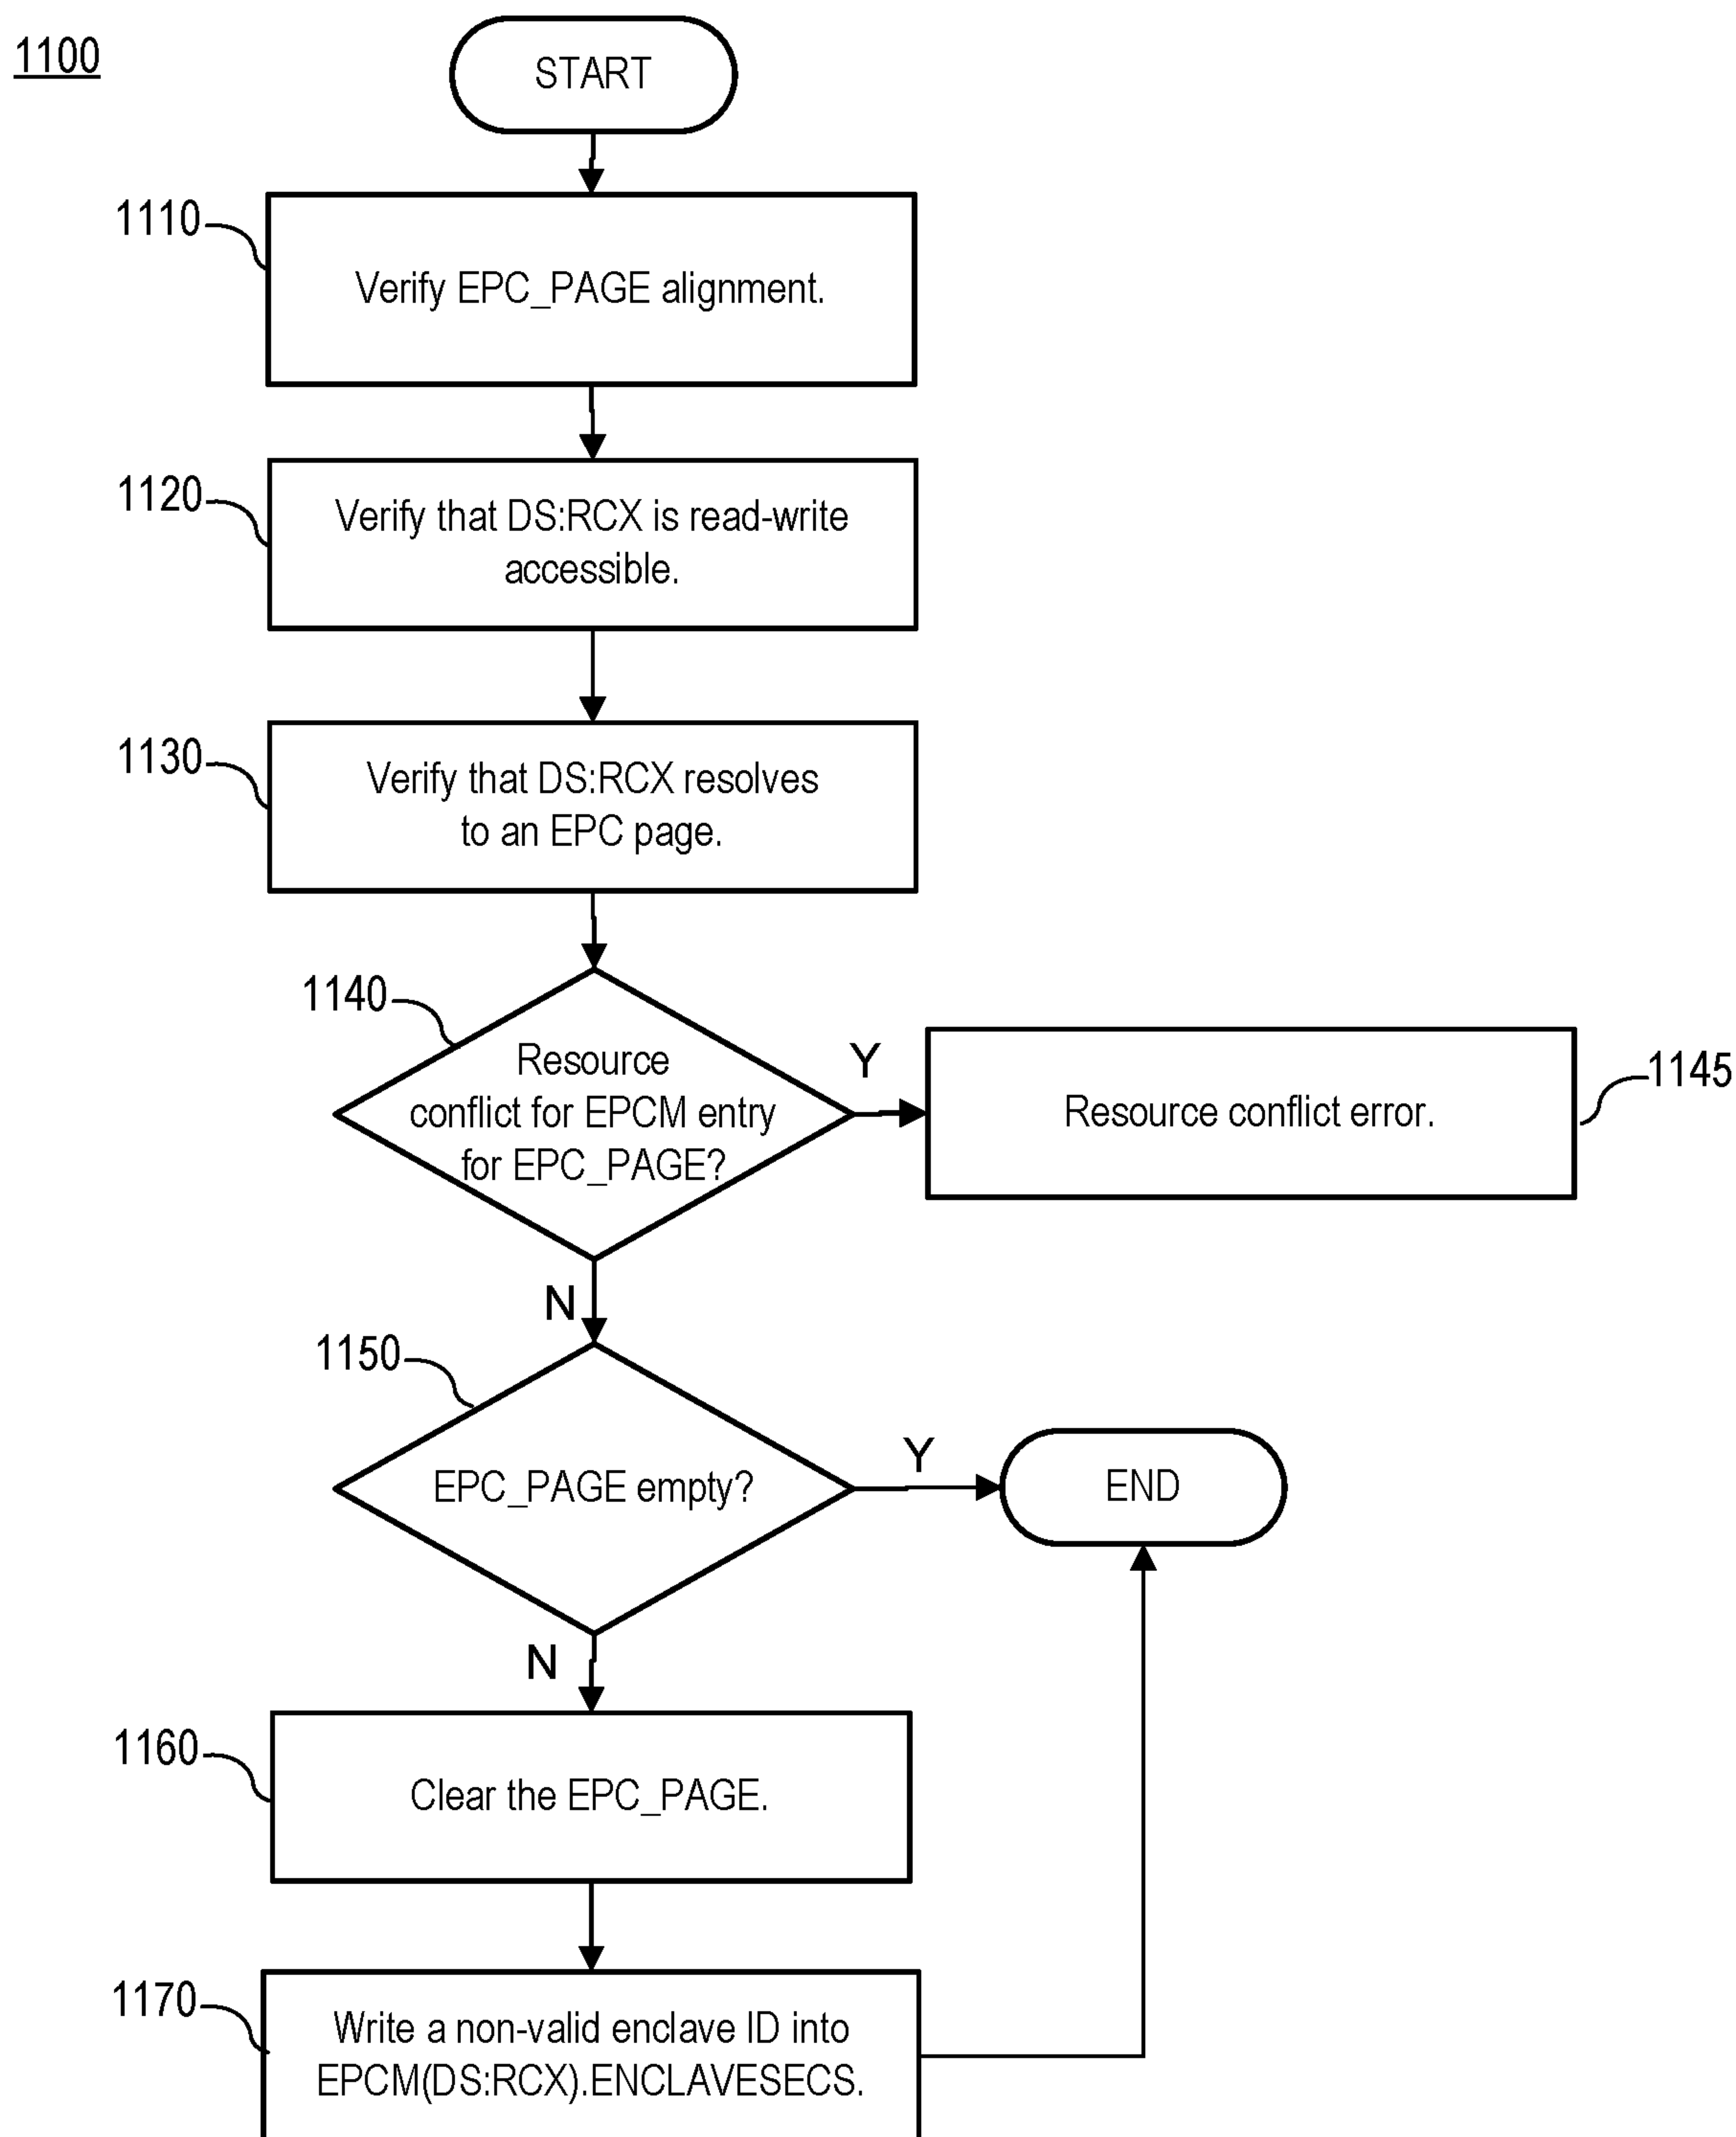 1100
START
1110
Verify EPC_PAGE alignment.
1120
Verify that DS:RCX is read-write
accessible.
1130
Verify that DS:RCX resolves
to an EPC page.
1140
Resource
conflict for EPCM entry
for EPC_PAGE?
Y
Resource conflict error.
1145
N
1150
EPC_PAGE empty?
Y
END
N
1160
Clear the EPC_PAGE.
1170
Write a non-valid enclave ID into
EPCM(DS:RCX).ENCLAVESECS.